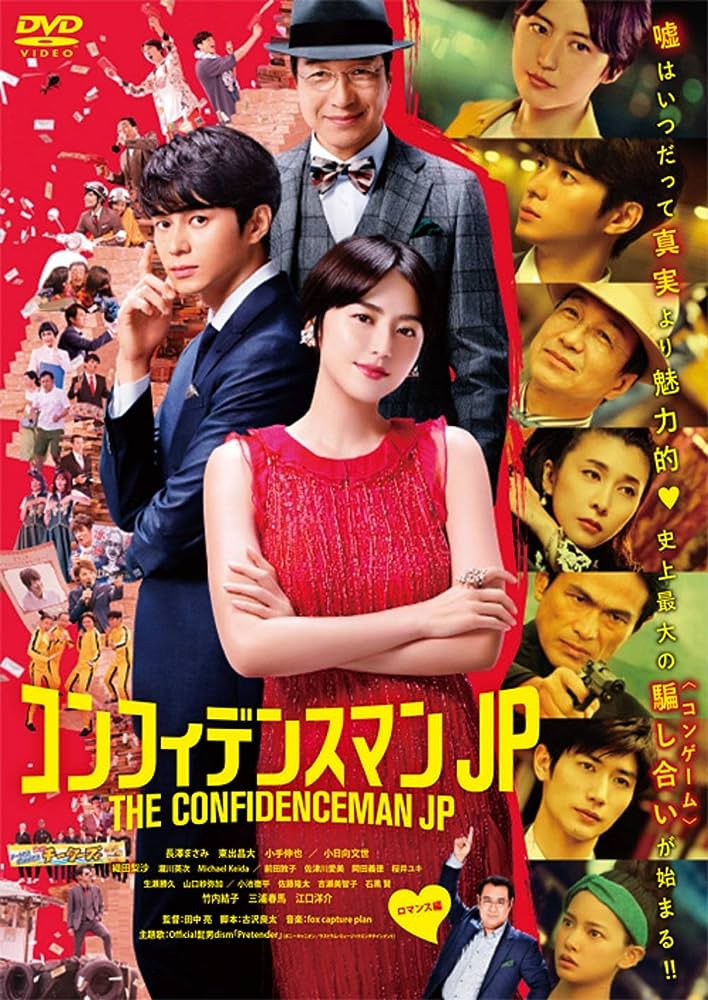 DVD
VIDEO
嘘はいつだって真実より魅力的♥史上最大の騙し合いが始まる!!
〈コンゲーム〉
コンフィデンスマンJP
THE CONFIDENCEMAN JP
長澤まさみ 東出昌大 小手伸也 / 小日向文世
織田梨沙 瀧川英次 Michael Keida / 前田敦子 佐津川愛美 岡田義徳 桜井ユキ
生瀬勝久 山口紗弥加 / 小池徹平 佐藤隆太 吉瀬美智子 石黒賢
竹内結子 三浦春馬 江口洋介
監督:田中亮 脚本:古沢良太 音楽:fox capture plan
主題歌:Official髭男dism「Pretender」
ロマンス編
チーターズ